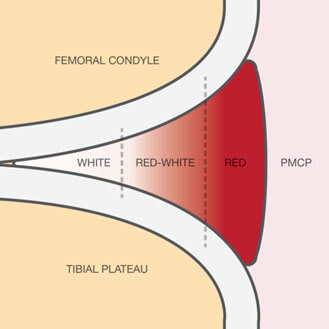 FEMORAL CONDYLE
WHITE
RED-WHITE
RED
PMCP
TIBIAL PLATEAU